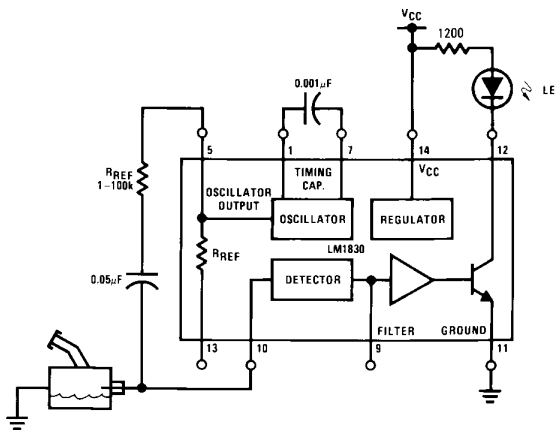 VCC
1200
LE
0.001µF
5
1
7
14
12
RREF
1–100k
OSCILLATOR
OUTPUT
TIMING
CAP.
VCC
OSCILLATOR
REGULATOR
RREF
LM1830
DETECTOR
0.05µF
FILTER
GROUND
13
10
9
11